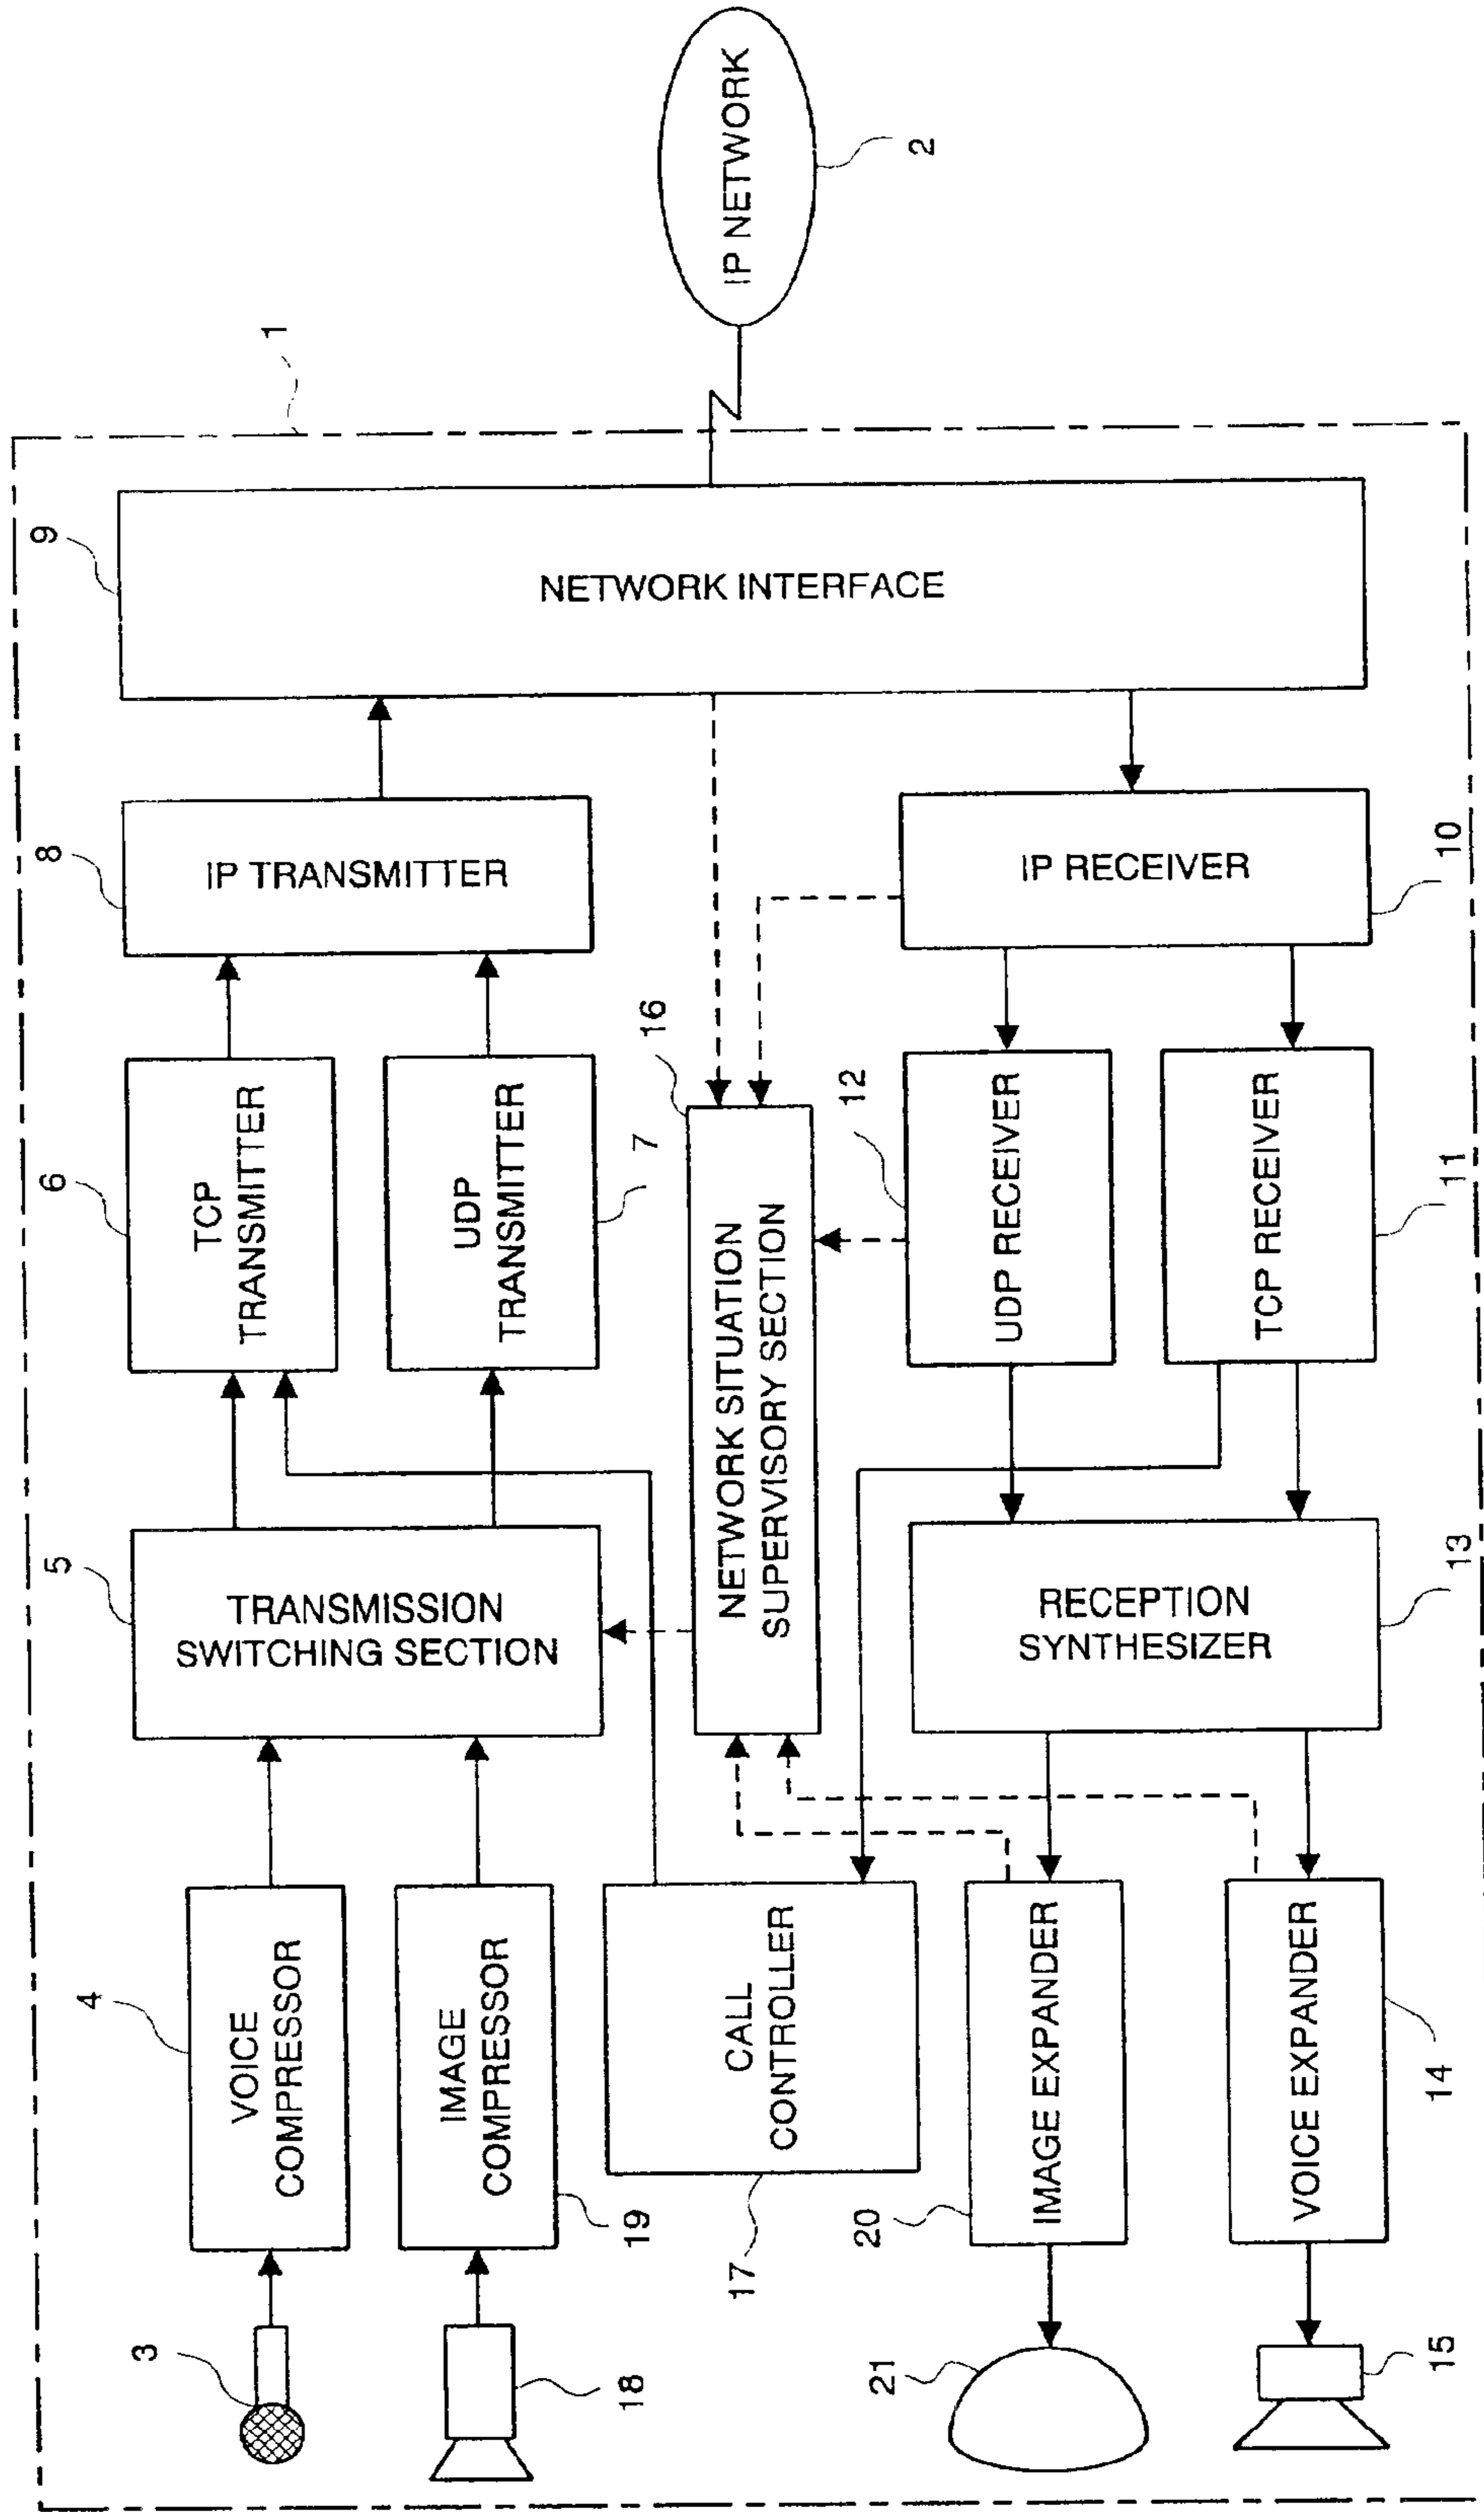 1
IP NETWORK
2
9
NETWORK INTERFACE
8
IP TRANSMITTER
IP RECEIVER
10
6
TCP
TRANSMITTER
UDP
TRANSMITTER
7
16
NETWORK SITUATION
SUPERVISORY SECTION
12
UDP RECEIVER
TCP RECEIVER
11
5
TRANSMISSION
SWITCHING SECTION
RECEPTION
SYNTHESIZER
13
4
VOICE
COMPRESSOR
IMAGE
COMPRESSOR
19
CALL
CONTROLLER
17
20
IMAGE EXPANDER
VOICE EXPANDER
14
3
18
21
15